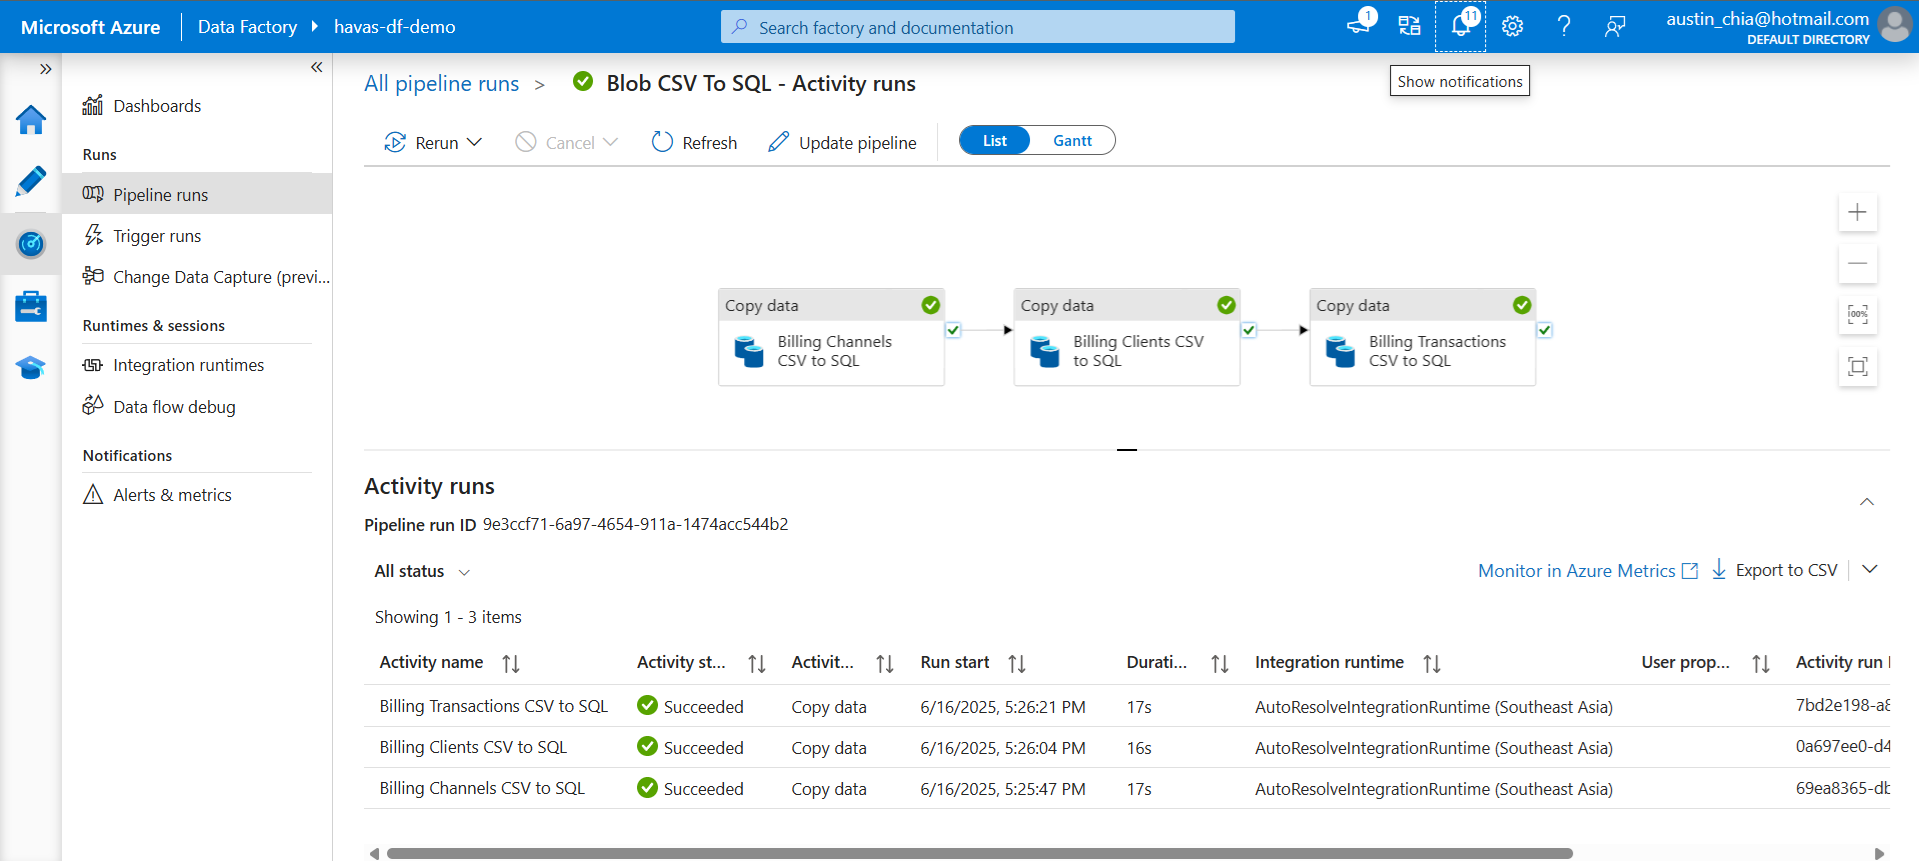 Microsoft Azure
Data Factory
havas-df-demo
Search factory and documentation
1
11
austin_chia@hotmail.com
DEFAULT DIRECTORY
Show notifications
Dashboards
Runs
Pipeline runs
Trigger runs
Change Data Capture (previ...
Runtimes & sessions
Integration runtimes
Data flow debug
Notifications
Alerts & metrics
All pipeline runs > Blob CSV To SQL - Activity runs
Rerun Cancel Refresh Update pipeline List Gantt
Copy data
Billing Channels
CSV to SQL
Copy data
Billing Clients CSV
to SQL
Copy data
Billing Transactions
CSV to SQL
100%
Activity runs
Pipeline run ID 9e3ccf71-6a97-4654-911a-1474acc544b2
All status
Monitor in Azure Metrics Export to CSV
Showing 1 - 3 items
Activity name Activity st... Activit... Run start Durati... Integration runtime User prop... Activity run
Billing Transactions CSV to SQL Succeeded Copy data 6/16/2025, 5:26:21 PM 17s AutoResolveIntegrationRuntime (Southeast Asia) 7bd2e198-a8
Billing Clients CSV to SQL Succeeded Copy data 6/16/2025, 5:26:04 PM 16s AutoResolveIntegrationRuntime (Southeast Asia) 0a697ee0-d4
Billing Channels CSV to SQL Succeeded Copy data 6/16/2025, 5:25:47 PM 17s AutoResolveIntegrationRuntime (Southeast Asia) 69ea8365-db